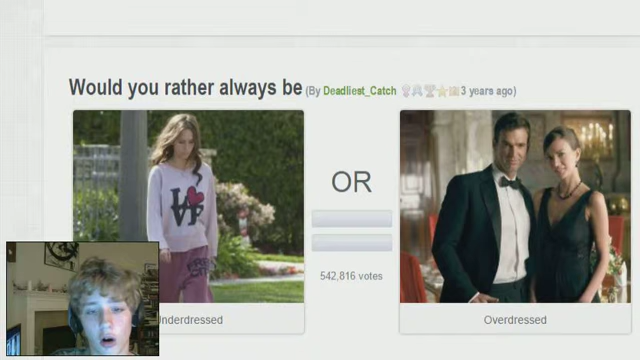 Would you rather always be (By Deadliest_Catch 3 years ago)
LOVE
OR
542,816 votes
Underdressed
Overdressed